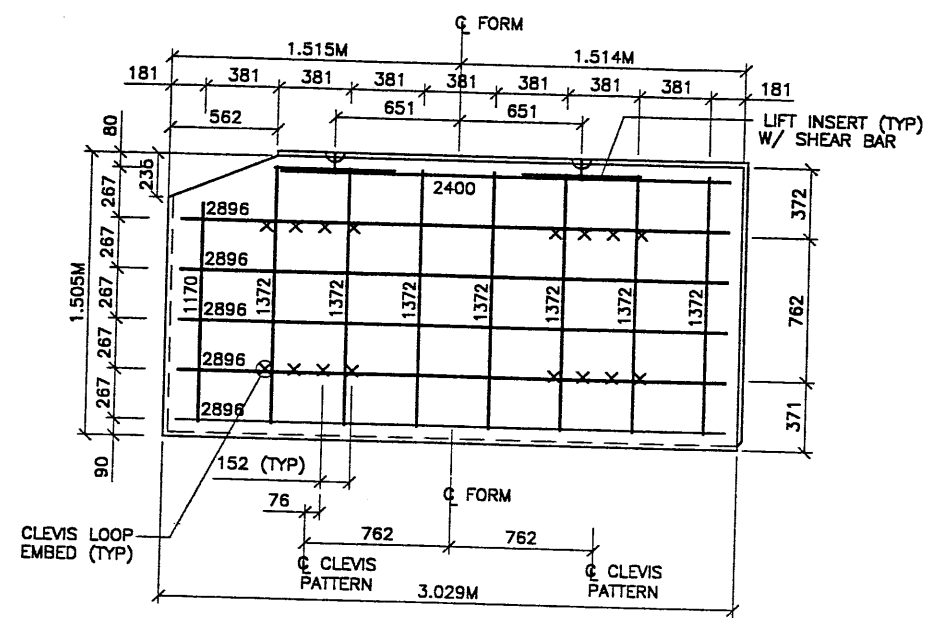 ℄ FORM
1.515M 1.514M
181 381 381 381 381 381 381 381 181
651 651
562
LIFT INSERT (TYP)
W/ SHEAR BAR
80
236
267
267
267
267
267
1.505M
90
2400
2896
2896
2896
2896
2896
1170 1372 1372 1372 1372 1372 1372 1372
372
762
371
152 (TYP)
76
℄ FORM
CLEVIS LOOP
EMBED (TYP)
762 762
℄ CLEVIS
PATTERN
℄ CLEVIS
PATTERN
3.029M